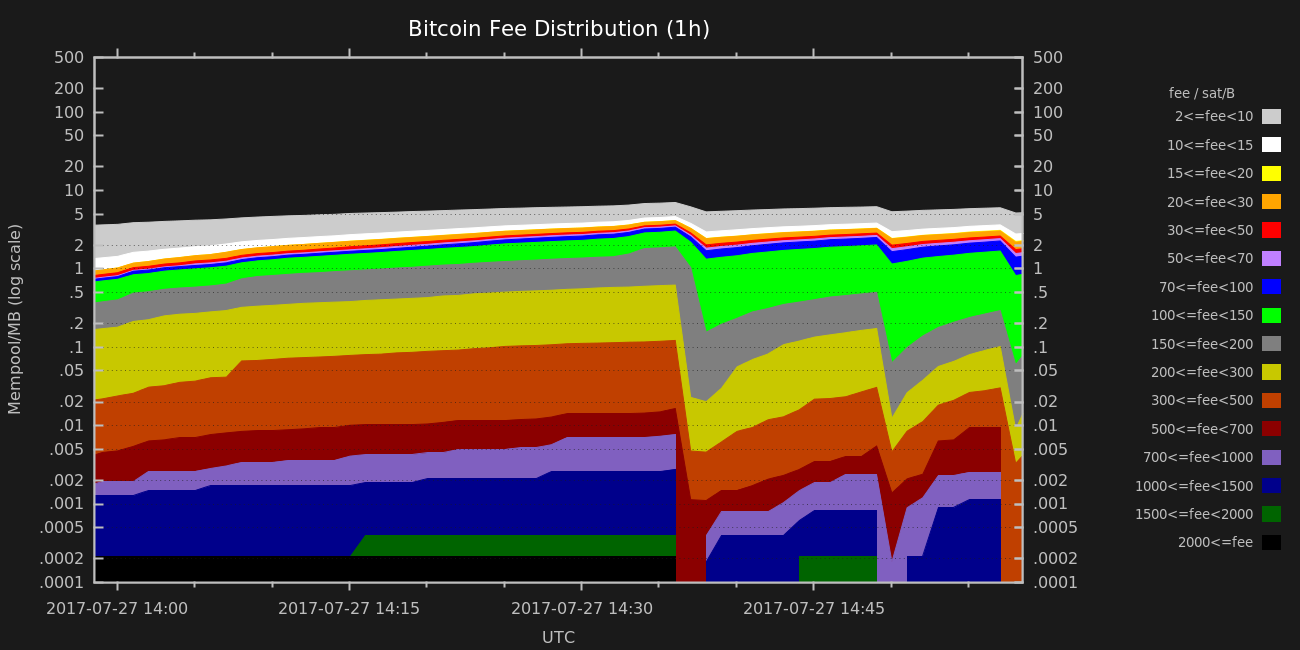 Bitcoin Fee Distribution (1h)
500
200
100
50
20
10
5
2
1
.5
.2
.1
.05
.02
.01
.005
.002
.001
.0005
.0002
.0001
Mempool/MB (log scale)
500
200
100
50
20
10
5
2
1
.5
.2
.1
.05
.02
.01
.005
.002
.001
.0005
.0002
.0001
2017-07-27 14:00
2017-07-27 14:15
2017-07-27 14:30
2017-07-27 14:45
UTC
fee / sat/B
2<=fee<10
10<=fee<15
15<=fee<20
20<=fee<30
30<=fee<50
50<=fee<70
70<=fee<100
100<=fee<150
150<=fee<200
200<=fee<300
300<=fee<500
500<=fee<700
700<=fee<1000
1000<=fee<1500
1500<=fee<2000
2000<=fee